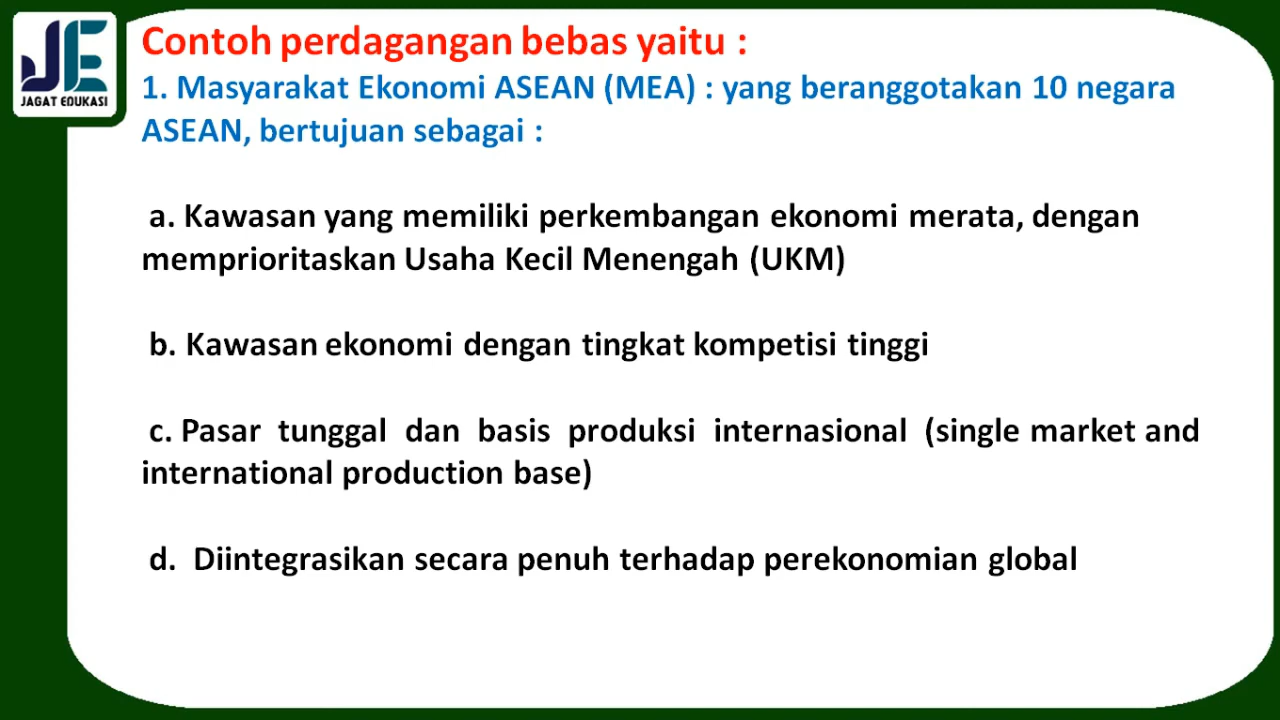 JE
JAGAT EDUKASI
Contoh perdagangan bebas yaitu :
1. Masyarakat Ekonomi ASEAN (MEA) : yang beranggotakan 10 negara
ASEAN, bertujuan sebagai :
a. Kawasan yang memiliki perkembangan ekonomi merata, dengan
memprioritaskan Usaha Kecil Menengah (UKM)
b. Kawasan ekonomi dengan tingkat kompetisi tinggi
c. Pasar tunggal dan basis produksi internasional (single market and
international production base)
d. Diintegrasikan secara penuh terhadap perekonomian global